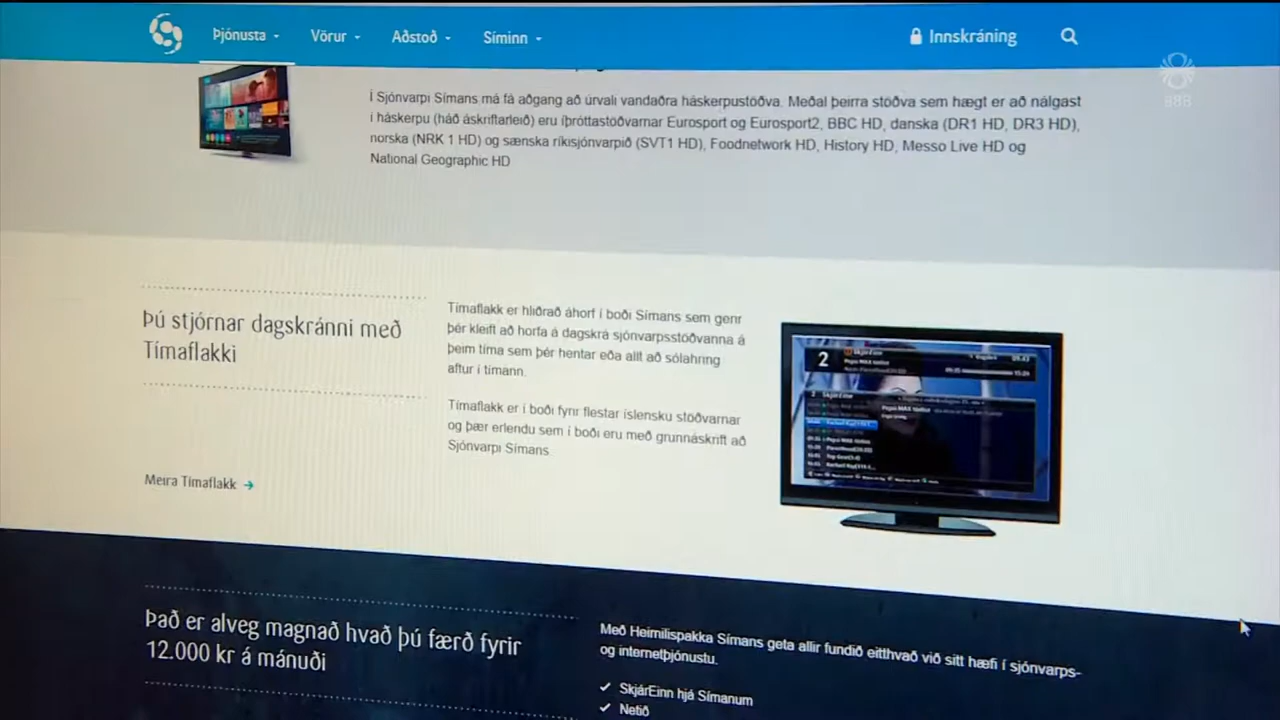 Þjónusta
Vörur
Aðstoð
Síminn
Innskráning
888
Í Sjónvarpi Símans má fá aðgang að úrvali vandaðra háskerpustöðva. Meðal þeirra stöðva sem hægt er að nálgast
í háskerpu (háð áskriftarleið) eru íþróttastöðvarnar Eurosport og Eurosport2, BBC HD, danska (DR1 HD, DR3 HD),
norska (NRK 1 HD) og sænska ríkisjónvarpið (SVT1 HD), Foodnetwork HD, History HD, Messo Live HD og
National Geographic HD
Þú stjórnar dagskránni með
Tímaflakki
Meira Tímaflakk
Tímaflakk er hliðrað áhorf í boði Símans sem gerir
þér kleift að horfa á dagskrá sjónvarpsstöðvanna á
þeim tíma sem þér hentar eða allt að sólahring
aftur í tímann.
Tímaflakk er í boði fyrir flestar íslensku stöðvarnar
og þær erlendu sem í boði eru með grunnáskrift að
Sjónvarpi Símans
2
SkjárEinn
Það er alveg magnað hvað þú færð fyrir
12.000 kr á mánuði
Með Heimilispakka Símans geta allir fundið eitthvað við sitt hæfi í sjónvarps-
og internetþjónustu.
SkjárEinn hjá Símanum
Netið